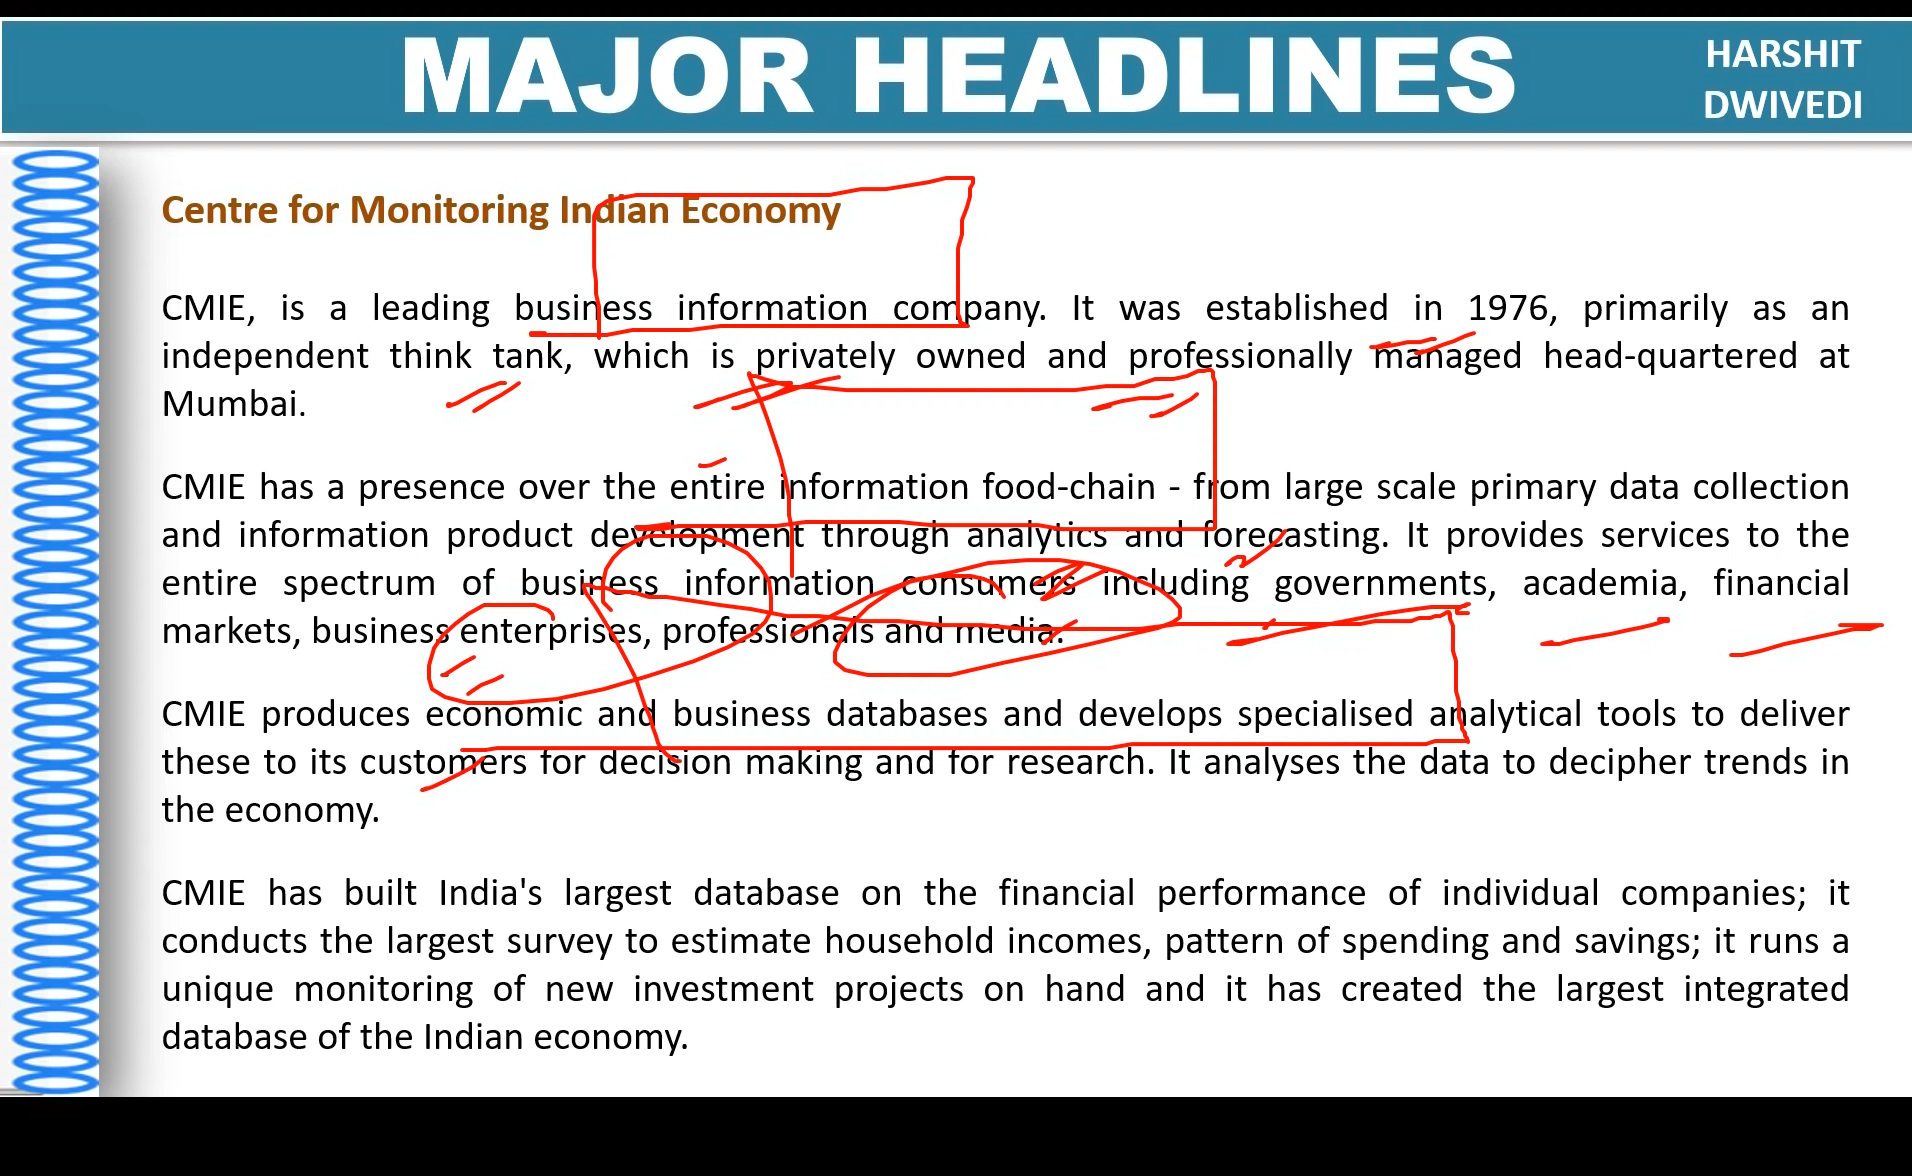 MAJOR HEADLINES
HARSHIT
DWIVEDI
Centre for Monitoring Indian Economy
CMIE, is a leading business information company. It was established in 1976, primarily as an
independent think tank, which is privately owned and professionally managed head-quartered at
Mumbai.
CMIE has a presence over the entire information food-chain - from large scale primary data collection
and information product development through analytics and forecasting. It provides services to the
entire spectrum of business information consumers including governments, academia, financial
markets, business enterprises, professionals and media.
CMIE produces economic and business databases and develops specialised analytical tools to deliver
these to its customers for decision making and for research. It analyses the data to decipher trends in
the economy.
CMIE has built India's largest database on the financial performance of individual companies; it
conducts the largest survey to estimate household incomes, pattern of spending and savings; it runs a
unique monitoring of new investment projects on hand and it has created the largest integrated
database of the Indian economy.